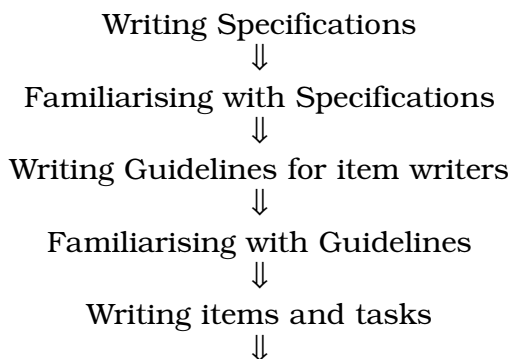 Writing Specifications
⇓
Familiarising with Specifications
⇓
Writing Guidelines for item writers
⇓
Familiarising with Guidelines
⇓
Writing items and tasks
⇓